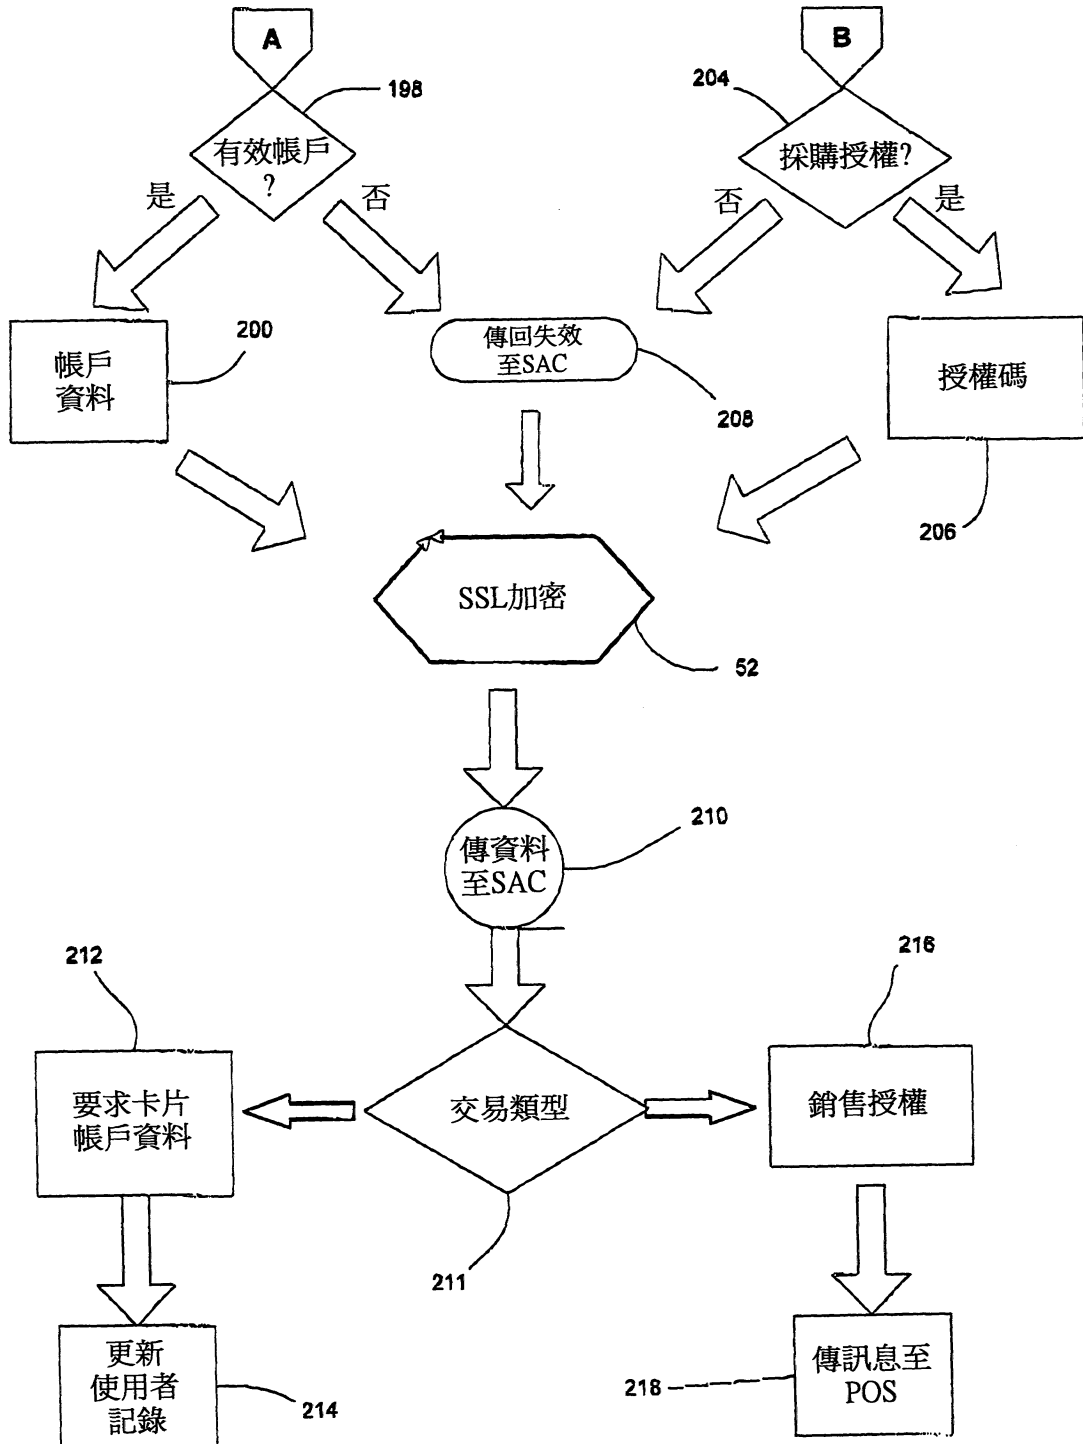 A
B
198
204
有效帳戶
?
採購授權?
是
否
否
是
200
帳戶
資料
傳回失效
至SAC
208
授權碼
206
SSL加密
52
傳資料
至SAC
210
212
216
要求卡片
帳戶資料
交易類型
銷售授權
211
更新
使用者
記錄
214
傳訊息至
POS
218